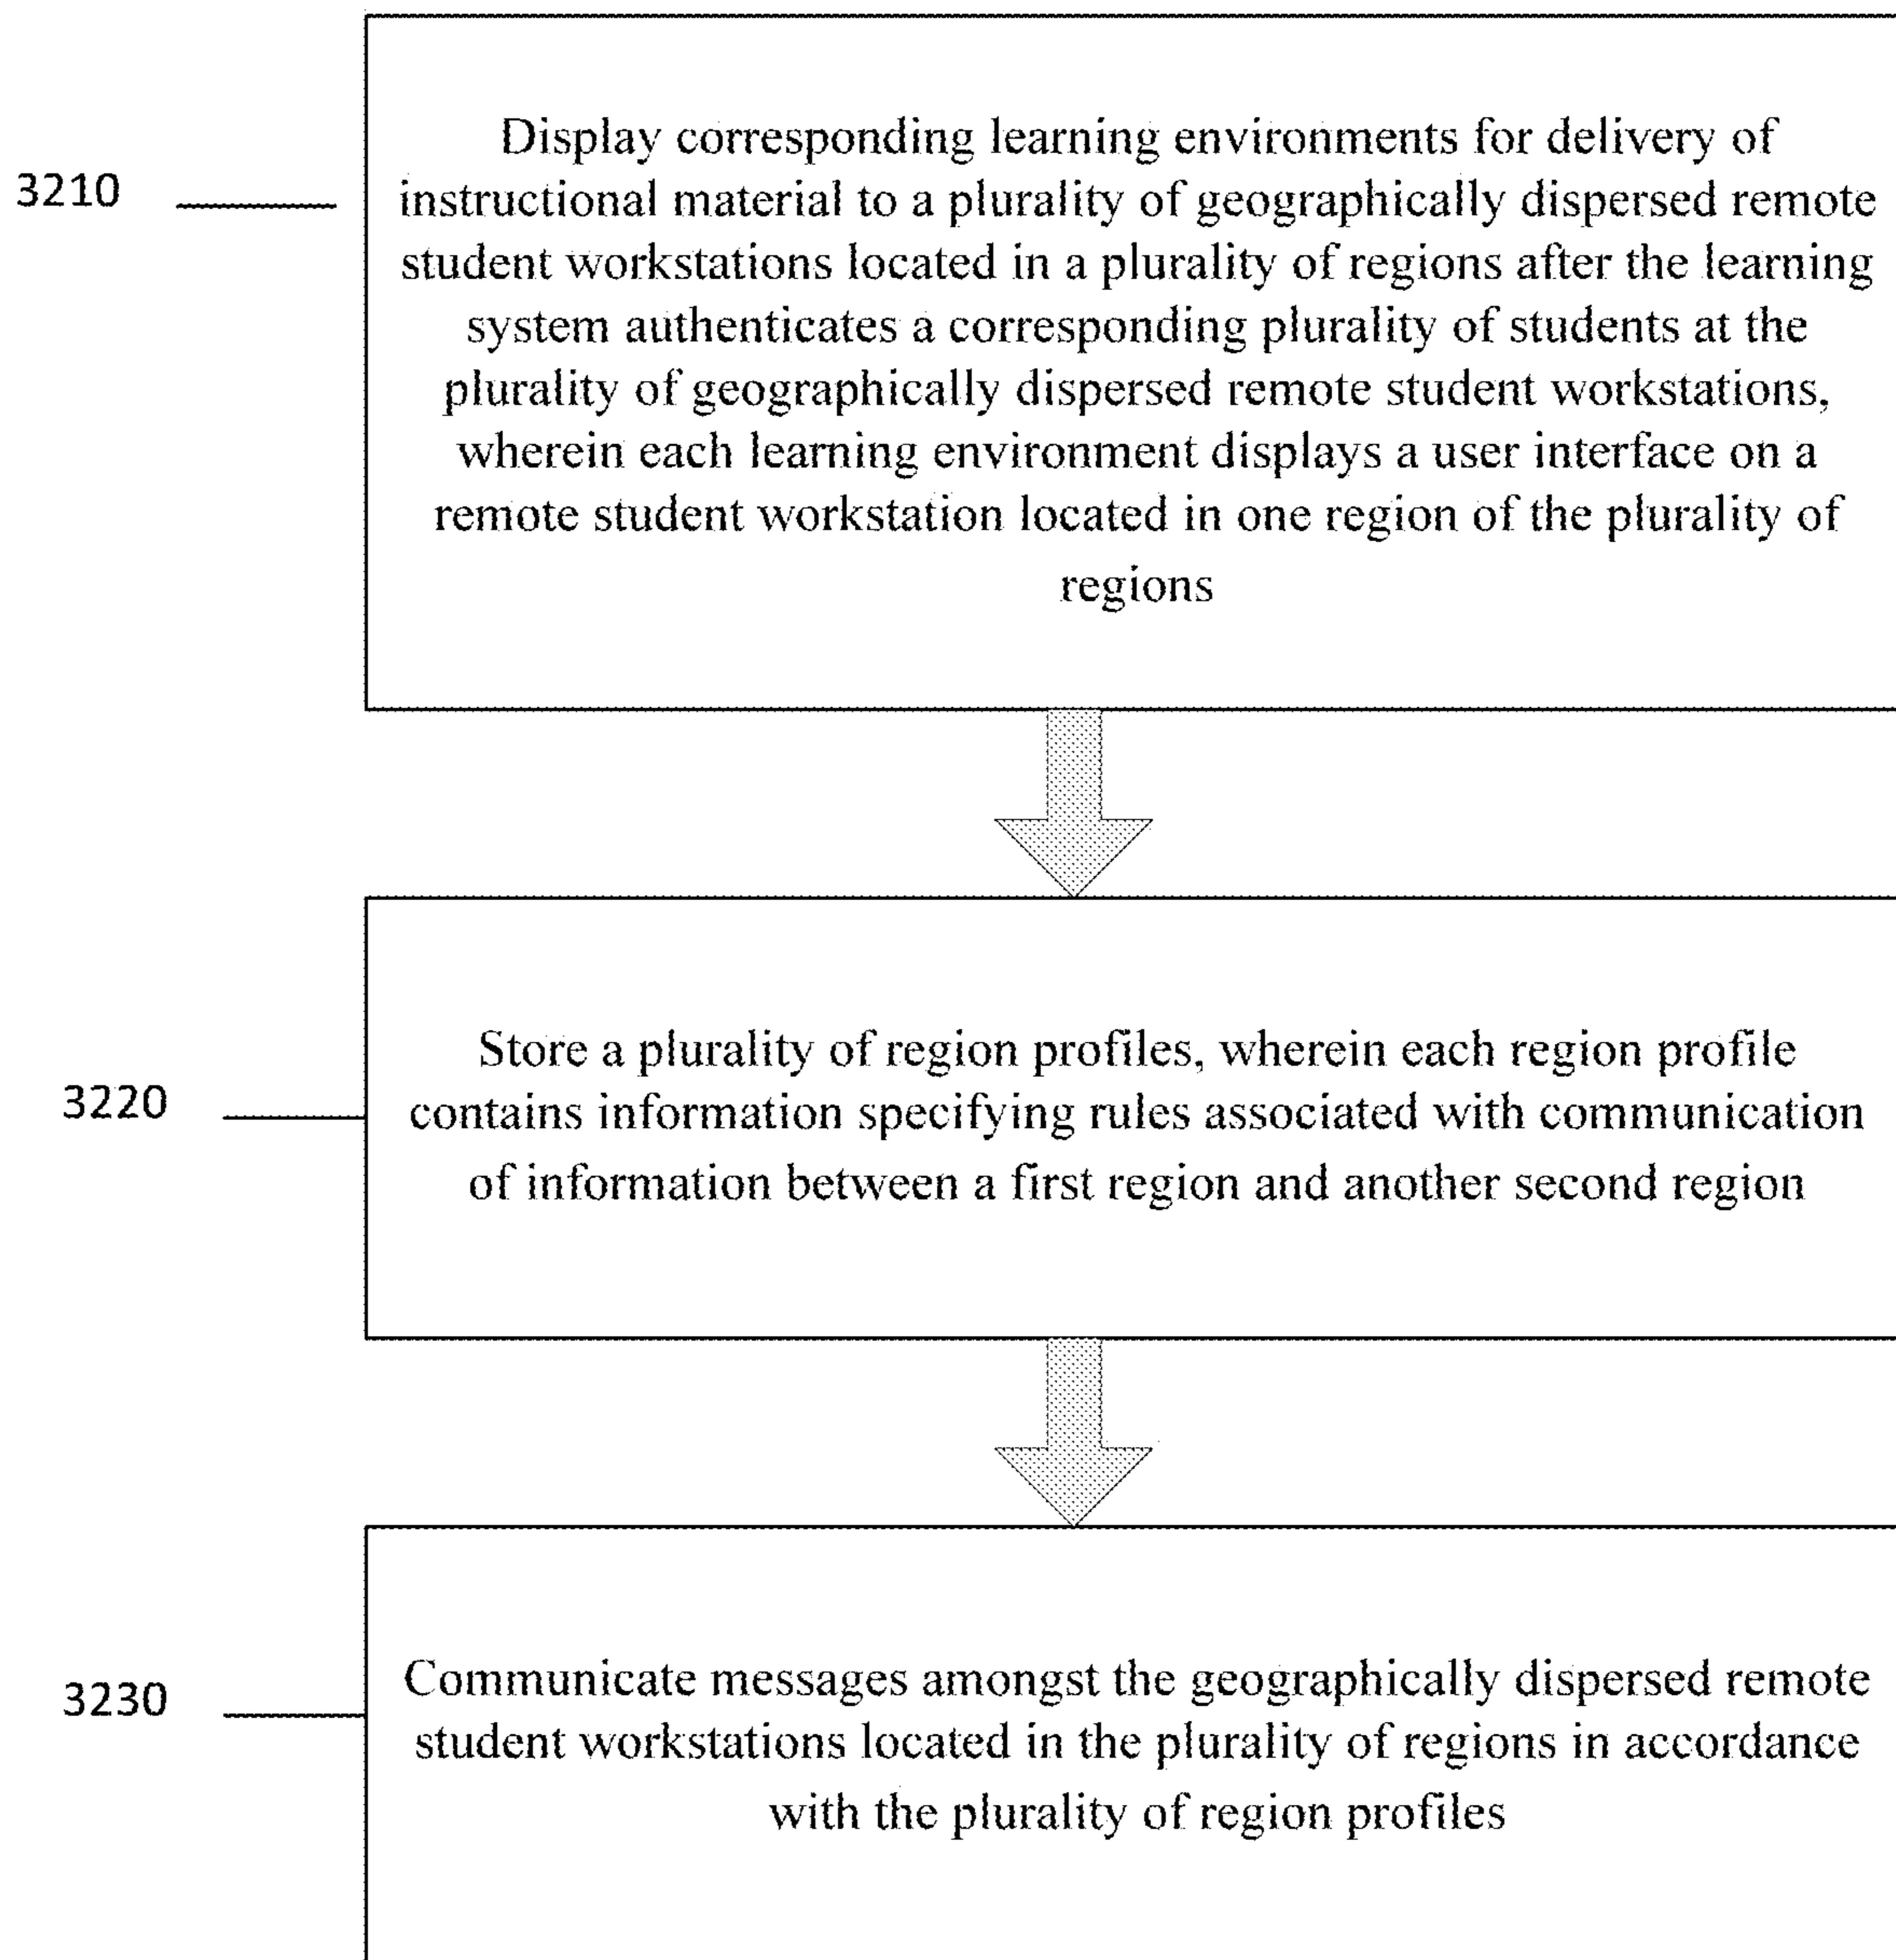 Display corresponding learning environments for delivery of
3210
instructional material to a plurality of geographically dispersed remote
student workstations located in a plurality of regions after the learning
system authenticates a corresponding plurality of students at the
plurality of geographically dispersed remote student workstations,
wherein each learning environment displays a user interface on a
remote student workstation located in one region of the plurality of
regions
Store a plurality of region profiles, wherein each region profile
3220
contains information specifying rules associated with communication
of information between a first region and another second region
Communicate messages amongst the geographically dispersed remote
3230
student workstations located in the plurality of regions in accordance
with the plurality of region profiles